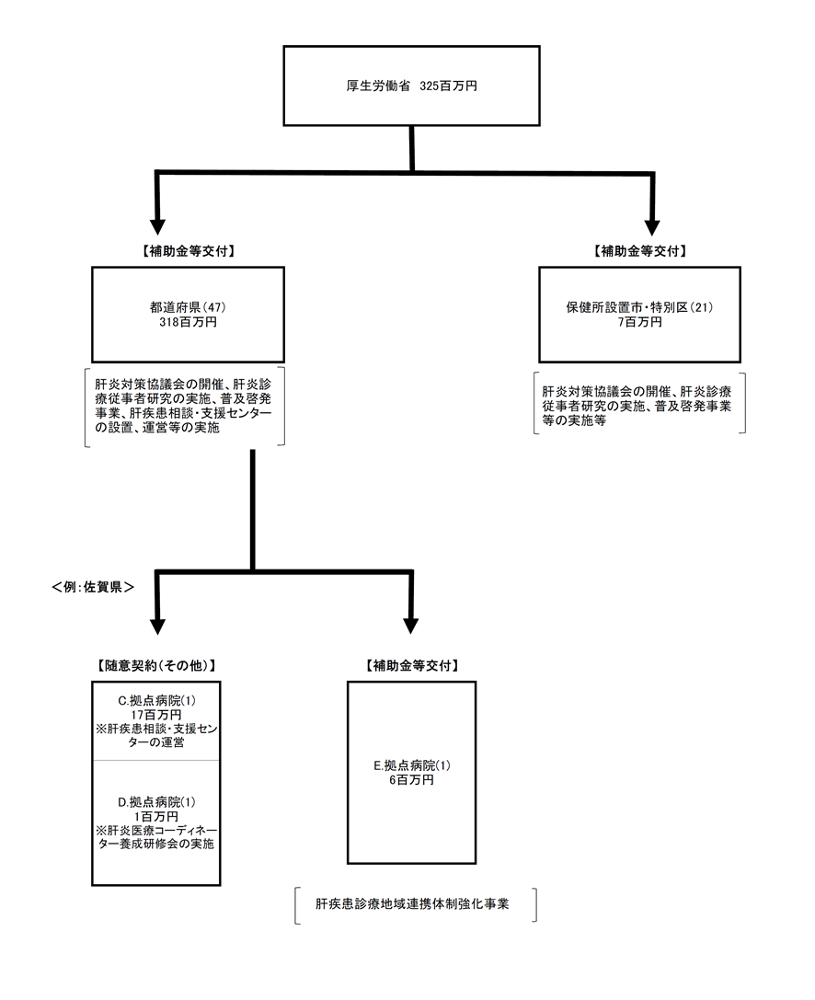 厚生労働省　325百万円
【補助金等交付】
【補助金等交付】
都道府県（47）
318百万円
保健所設置市・特別区（21）
7百万円
肝炎対策協議会の開催、肝炎診
療従事者研究の実施、普及啓発
事業、肝疾患相談・支援センター
の設置、運営等の実施
肝炎対策協議会の開催、肝炎診療
従事者研究の実施、普及啓発事業
等の実施等
＜例：佐賀県＞
【随意契約（その他）】
【補助金等交付】
C.拠点病院(1)
17百万円
※肝疾患相談・支援セン
ターの運営
D.拠点病院(1)
1百万円
※肝炎医療コーディネー
ター養成研修会の実施
E.拠点病院(1)
6百万円
肝疾患診療地域連携体制強化事業